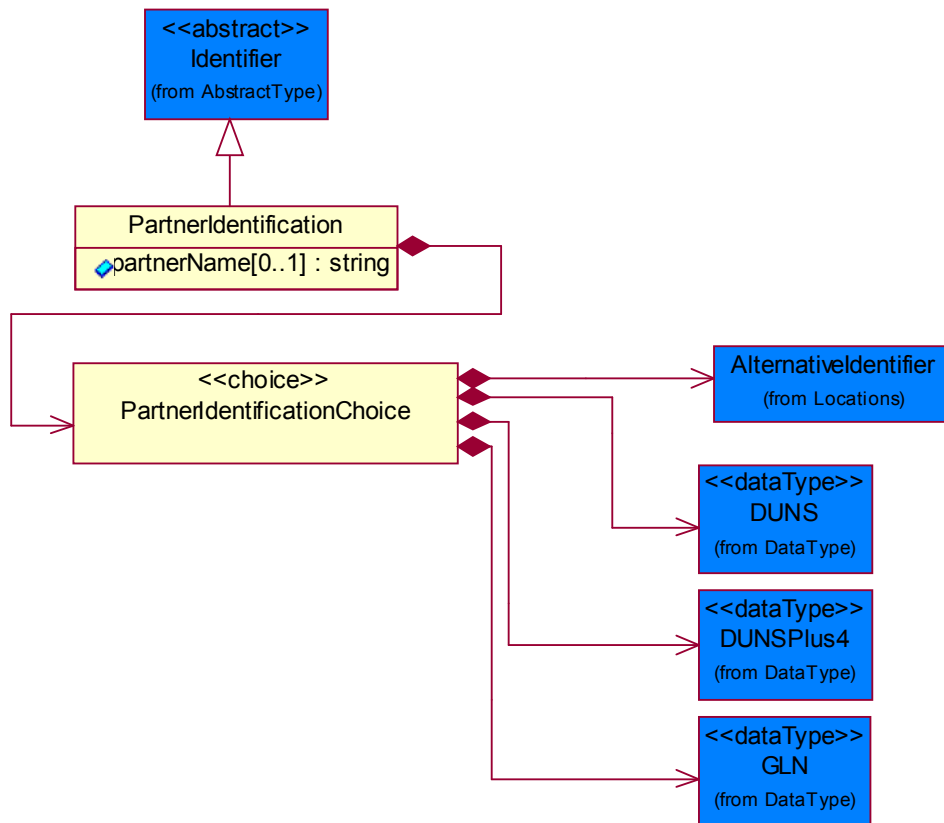 <<abstract>>
Identifier
(from AbstractType)
PartnerIdentification
partnerName[0..1] : string
<<choice>>
PartnerIdentificationChoice
AlternativeIdentifier
(from Locations)
<<dataType>>
DUNS
(from DataType)
<<dataType>>
DUNSPlus4
(from DataType)
<<dataType>>
GLN
(from DataType)